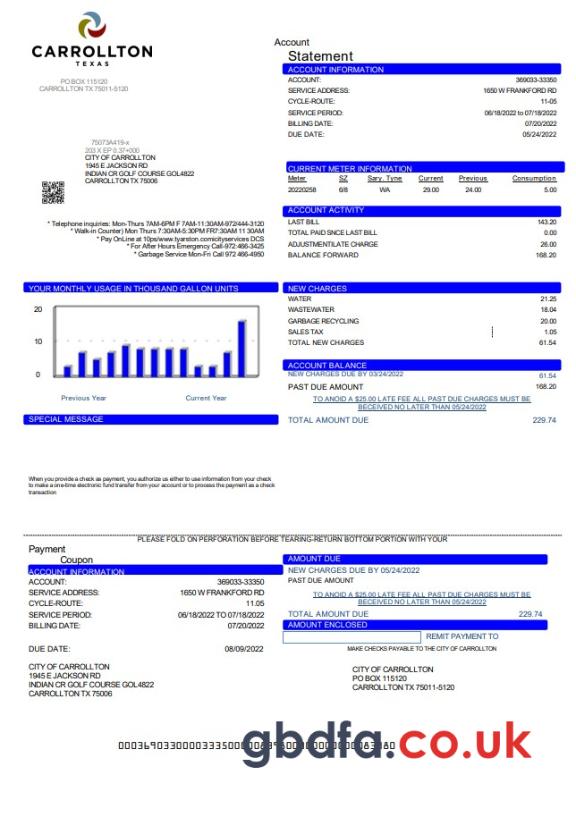 CARROLLTON
TEXAS
PO BOX 115120
CARROLLTON TX 75011-5120
Account
Statement
ACCOUNT INFORMATION
ACCOUNT: 369033-33350
SERVICE ADDRESS: 1650 W FRANKFORD RD
CYCLE-ROUTE: 11-05
SERVICE PERIOD: 06/18/2022 to 07/18/2022
BILLING DATE: 07/20/2022
DUE DATE: 05/24/2022
75073A419-x
203 X EP 0.37+000
CITY OF CARROLLTON
1945 E JACKSON RD
INDIAN CR GOLF COURSE GOL4822
CARROLLTON TX 75006
CURRENT METER INFORMATION
Meter SZ Sary, Tyne Current Previous Consumption
20220258 6/8 WA 29.00 24.00 5.00
ACCOUNT ACTIVITY
LAST BILL 143.20
TOTAL PAID SNCE LAST BILL 0.00
ADJUSTMENTILATE CHARGE 26.00
BALANCE FORWARD 168.20
* Telephone inquiries: Mon-Thurs 7AM-6PM F 7AM-11:30AM-972/444-3120
* Walk-in Counter) Mon Thurs 7:30AM-5:30PM FR7:30AM 11 30AM
* Pay OnLine at 10ps/www.tyarston.comicityservices DCS
* For After Hours Emergency Call-972:466-3425
* Garbage Service Mon-Fri Call 972 466-4950
YOUR MONTHLY USAGE IN THOUSAND GALLON UNITS
20
10
0
Previous Year Current Year
NEW CHARGES
WATER 21.25
WASTEWATER 18.04
GARBAGE RECYCLING 20.00
SALES TAX 1.05
TOTAL NEW CHARGES 61.54
ACCOUNT BALANCE
NEW CHARGES DUE BY 03/24/2022 61.54
PAST DUE AMOUNT 168.20
TO ANOID A $25.00 LATE FEE ALL PAST DUE CHARGES MUST BE
BECEIVED NO LATER THAN 05/24/2022
TOTAL AMOUNT DUE 229.74
SPECIAL MESSAGE
When you provide a check as payment, you authorize us either to use information from your check
to make a one-time electronic fund transfer from your account or to process the payment as a check
transaction
PLEASE FOLD ON PERFORATION BEFORE TEARING-RETURN BOTTOM PORTION WITH YOUR
Payment
Coupon
ACCOUNT INFORMATION
ACCOUNT: 369033-33350
SERVICE ADDRESS: 1650 W FRANKFORD RD
CYCLE-ROUTE: 11.05
SERVICE PERIOD: 06/18/2022 TO 07/18/2022
BILLING DATE: 07/20/2022
DUE DATE: 08/09/2022
CITY OF CARROLLTON
1945 E JACKSON RD
INDIAN CR GOLF COURSE GOL4822
CARROLLTON TX 75006
AMOUNT DUE
NEW CHARGES DUE BY 05/24/2022
PAST DUE AMOUNT
TO ANOID A $25.00 LATE FEE ALL PAST DUE CHARGES MUST BE
BECEIVED NO LATER THAN 05/24/2022
TOTAL AMOUNT DUE 229.74
AMOUNT ENCLOSED
REMIT PAYMENT TO
MAKE CHECKS PAYABLE TO THE CITY OF CARROLLTON
CITY OF CARROLLTON
PO BOX 115120
CARROLLTON TX 75011-5120
gbdfa.co.uk